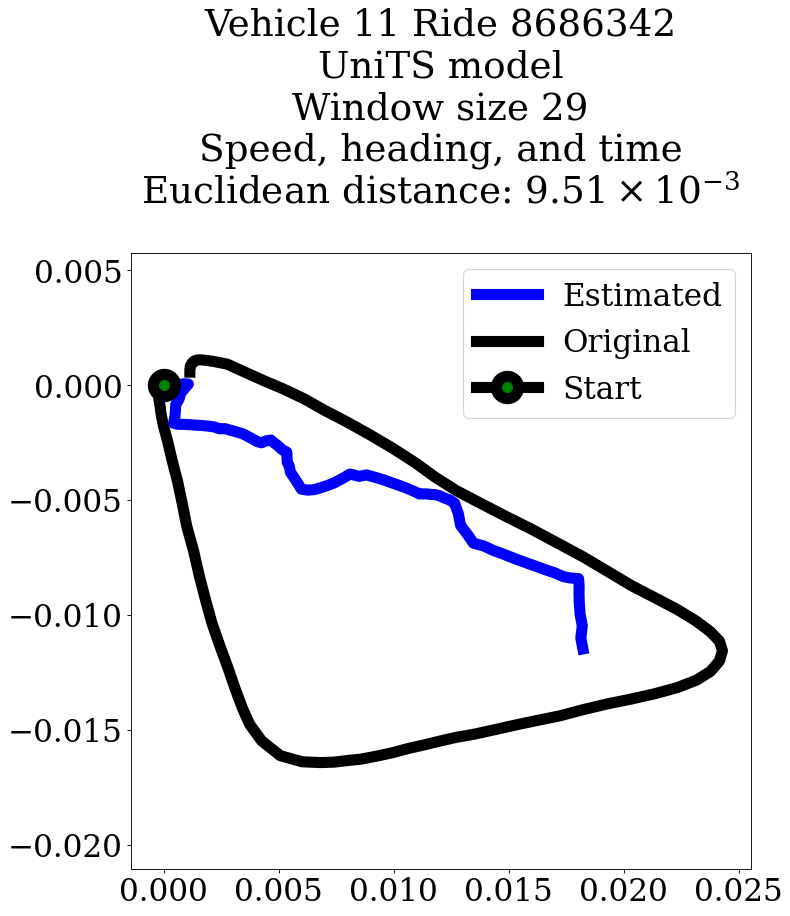 Vehicle 11 Ride 8686342
UniTS model
Window size 29
Speed, heading, and time
Euclidean distance: 9.51 × 10⁻³
Estimated
Original
Start
0.005
0.000
−0.005
−0.010
−0.015
−0.020
0.000 0.005 0.010 0.015 0.020 0.025